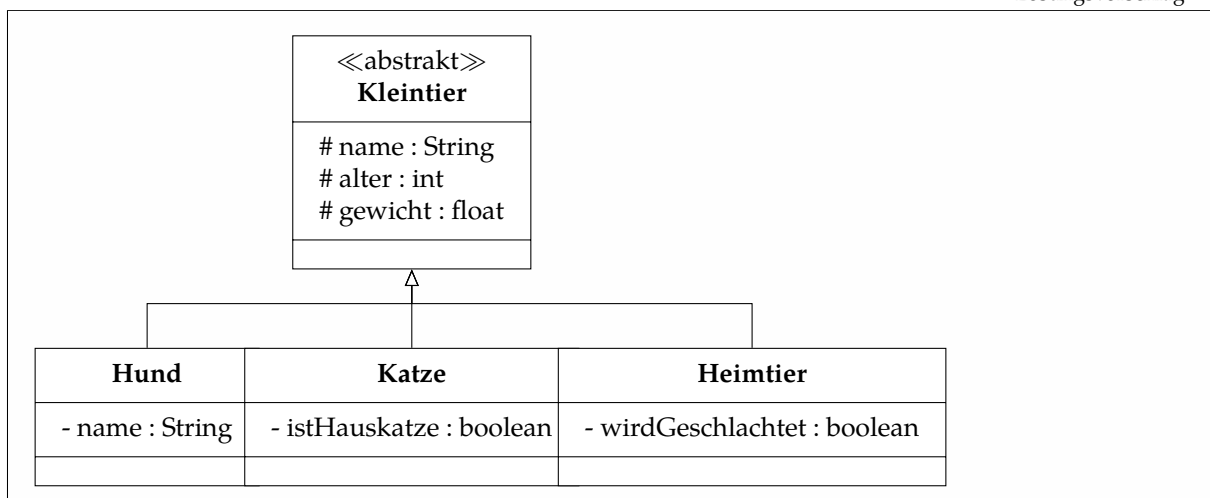 ≪abstrakt≫
Kleintier
# name : String
# alter : int
# gewicht : float
Hund
- name : String
Katze
- istHauskatze : boolean
Heimtier
- wirdGeschlachtet : boolean